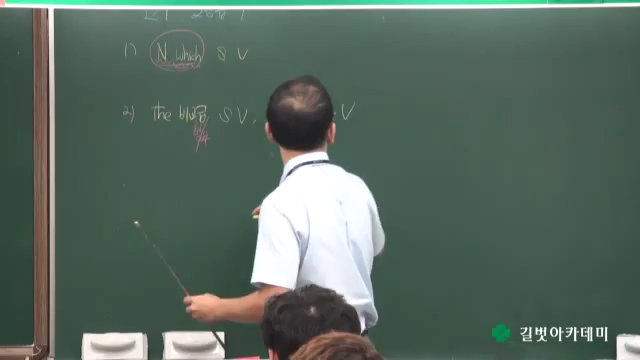 1) N, which S V
2) the 비교급 S V, V
길벗아카데미